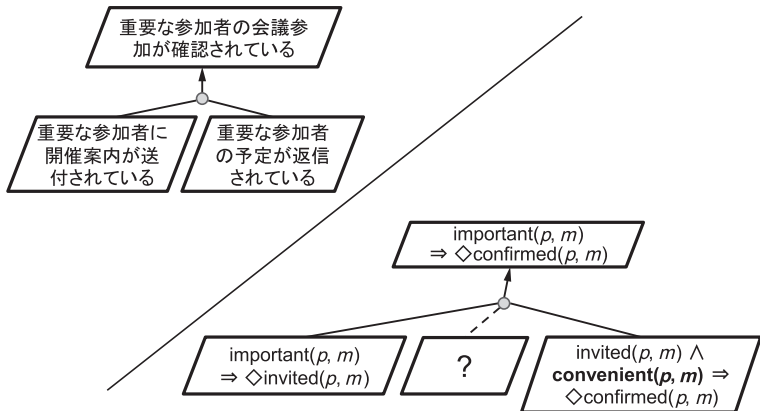 重要な参加者の会議参
加が確認されている
重要な参加者に
開催案内が送
付されている
重要な参加者
の予定が返信
されている
important(p, m)
⇒ ◇confirmed(p, m)
important(p, m)
⇒ ◇invited(p, m)
?
invited(p, m) ∧
convenient(p, m) ⇒
◇confirmed(p, m)